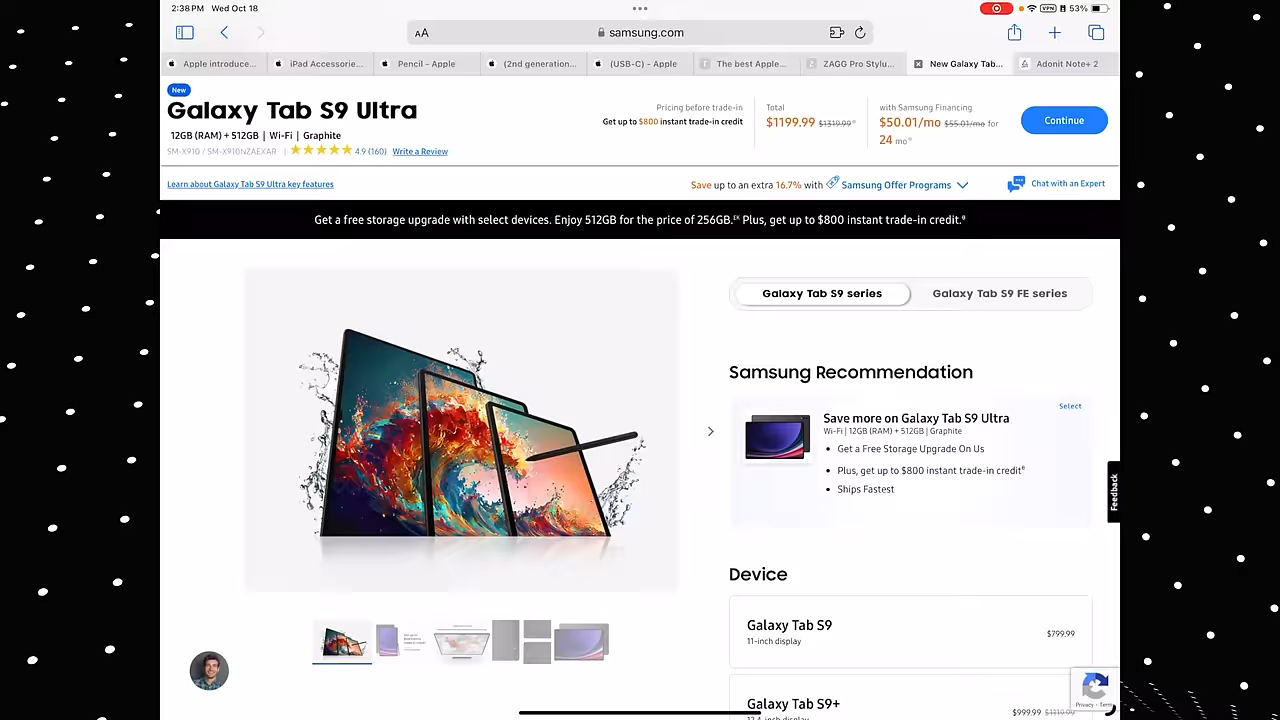 2:38 PM Wed Oct 18
VPN 53%
AA samsung.com
Apple introduce...
iPad Accessorie...
Pencil - Apple
(2nd generation...
(USB-C) - Apple
The best Apple...
ZAGG Pro Stylu...
New Galaxy Tab...
Adonit Note+ 2
New
Galaxy Tab S9 Ultra
12GB (RAM) + 512GB | Wi-Fi | Graphite
SM-X910 / SM-X910NZAEXAR | 4.9 (160) Write a Review
Pricing before trade-in
Get up to $800 instant trade-in credit
Total
$1199.99 $1319.99
with Samsung Financing
$50.01/mo $55.01/mo for
24 mo
Continue
Learn about Galaxy Tab S9 Ultra key features
Save up to an extra 16.7% with Samsung Offer Programs
Chat with an Expert
Get a free storage upgrade with select devices. Enjoy 512GB for the price of 256GB. Plus, get up to $800 instant trade-in credit.
Galaxy Tab S9 series
Galaxy Tab S9 FE series
Samsung Recommendation
Select
Save more on Galaxy Tab S9 Ultra
Wi-Fi | 12GB (RAM) + 512GB | Graphite
• Get a Free Storage Upgrade On Us
• Plus, get up to $800 instant trade-in credit
• Ships Fastest
Feedback
Device
Galaxy Tab S9
11-inch display
$799.99
Galaxy Tab S9+
12.4-inch display
$999.99 $1119.99
Privacy - Terms